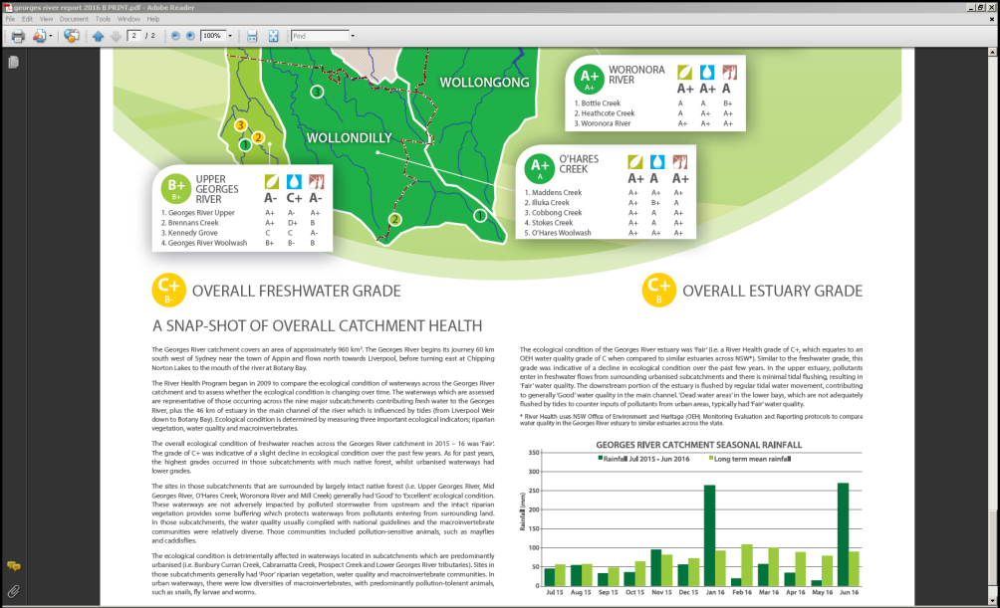 georges river report 2016 B PRINT.pdf - Adobe Reader
File Edit View Document Tools Window Help
2 / 2
100%
Find
WOLLONGONG
WOLLONDILLY
3
3
2
1
2
1
A+
A+
WORONORA
RIVER
A+ A+ A
1. Bottle Creek A A B+
2. Heathcote Creek A A+ A+
3. Woronora River A+ A+ A+
B+
B+
UPPER
GEORGES
RIVER
A- C+ A-
1. Georges River Upper A+ A- A+
2. Brennans Creek A+ D+ B
3. Kennedy Grove C C A-
4. Georges River Woolwash B+ B- B
A+
A
O'HARES
CREEK
A+ A A+
1. Maddens Creek A+ A+ A+
2. Illuka Creek A+ B+ A
3. Cobbong Creek A+ A A+
4. Stokes Creek A+ A A+
5. O'Hares Woolwash A+ A+ A+
C+
B-
OVERALL FRESHWATER GRADE
C+
B
OVERALL ESTUARY GRADE
A SNAP-SHOT OF OVERALL CATCHMENT HEALTH
The Georges River catchment covers an area of approximately 960 km². The Georges River begins its journey 60 km
south west of Sydney near the town of Appin and flows north towards Liverpool, before turning east at Chipping
Norton Lakes to the mouth of the river at Botany Bay.
The River Health Program began in 2009 to compare the ecological condition of waterways across the Georges River
catchment and to assess whether the ecological condition is changing over time. The waterways which are assessed
are representative of those occurring across the nine major subcatchments contributing fresh water to the Georges
River, plus the 46 km of estuary in the main channel of the river which is influenced by tides (from Liverpool Weir
down to Botany Bay). Ecological condition is determined by measuring three important ecological indicators; riparian
vegetation, water quality and macroinvertebrates.
The overall ecological condition of freshwater reaches across the Georges River catchment in 2015 – 16 was 'Fair'.
The grade of C+ was indicative of a slight decline in ecological condition over the past few years. As for past years,
the highest grades occurred in those subcatchments with much native forest, whilst urbanised waterways had
lower grades.
The sites in those subcatchments that are surrounded by largely intact native forest (i.e. Upper Georges River, Mid
Georges River, O'Hares Creek, Woronora River and Mill Creek) generally had 'Good' to 'Excellent' ecological condition.
These waterways are not adversely impacted by polluted stormwater from upstream and the intact riparian
vegetation provides some buffering which protects waterways from pollutants entering from surrounding land.
In those subcatchments, the water quality usually complied with national guidelines and the macroinvertebrate
communities were relatively diverse. Those communities included pollution-sensitive animals, such as mayflies
and caddisflies.
The ecological condition is detrimentally affected in waterways located in subcatchments which are predominantly
urbanised (i.e. Bunbury Curran Creek, Cabramatta Creek, Prospect Creek and Lower Georges River). Sites in
those subcatchments generally had 'Poor' riparian vegetation, water quality and macroinvertebrate communities. In
urban waterways, there were low diversities of macroinvertebrates, with predominantly pollution-tolerant animals,
such as snails, fly larvae and worms.
The ecological condition of the Georges River estuary was 'Fair' (i.e. a River Health grade of C+, which equates to an
OEH water quality grade of C when compared to similar estuaries across NSW*). Similar to the freshwater grade, this
grade was indicative of a decline in ecological condition over the past few years. In the upper estuary, pollutants
enter in freshwater flows from surrounding urbanised subcatchments and there is minimal tidal flushing, resulting in
'Fair' water quality. The downstream portion of the estuary is flushed by regular tidal water movement, contributing
to generally 'Good' water quality in the main channel. 'Dead water areas' in the lower bays, which are not adequately
flushed by tides to counter inputs of pollutants from urban areas, typically had 'Fair' water quality.
* River Health uses NSW Office of Environment and Heritage (OEH) Monitoring Evaluation and Reporting protocols to compare
water quality in the Georges River estuary to similar estuaries across the state.
GEORGES RIVER CATCHMENT SEASONAL RAINFALL
Rainfall Jul 2015 - Jun 2016 Long term mean rainfall
Rainfall (mm)
350
300
250
200
150
100
50
0
Jul 15 Aug 15 Sep 15 Oct 15 Nov 15 Dec 15 Jan 16 Feb 16 Mar 16 Apr 16 May 16 Jun 16